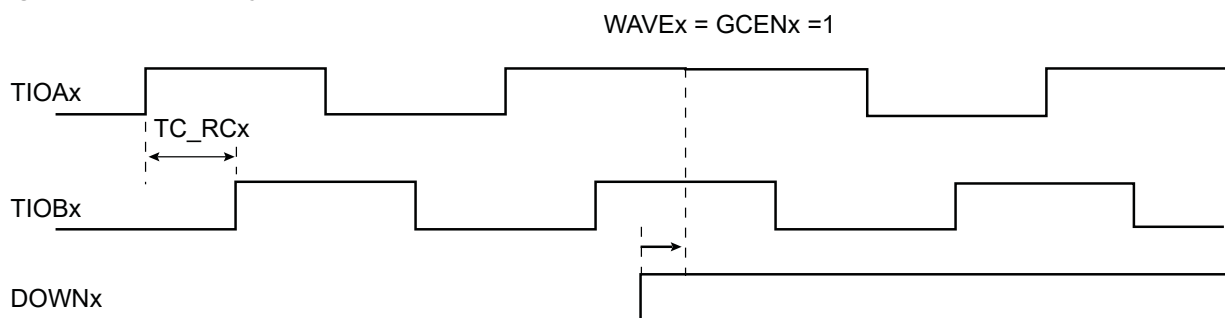 WAVEx = GCENx =1
TIOAx
TC_RCx
TIOBx
DOWNx